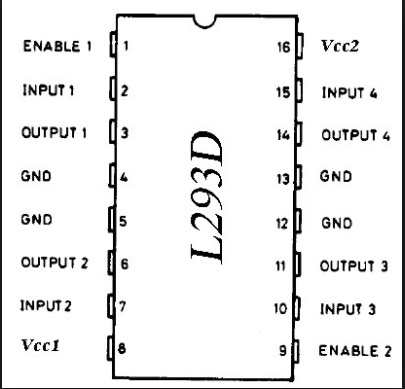 ENABLE 1 1 16 Vcc2
INPUT 1 2 15 INPUT 4
OUTPUT 1 3 14 OUTPUT 4
GND 4 13 GND
GND 5 12 GND
OUTPUT 2 6 11 OUTPUT 3
INPUT 2 7 10 INPUT 3
Vcc1 8 9 ENABLE 2
L293D